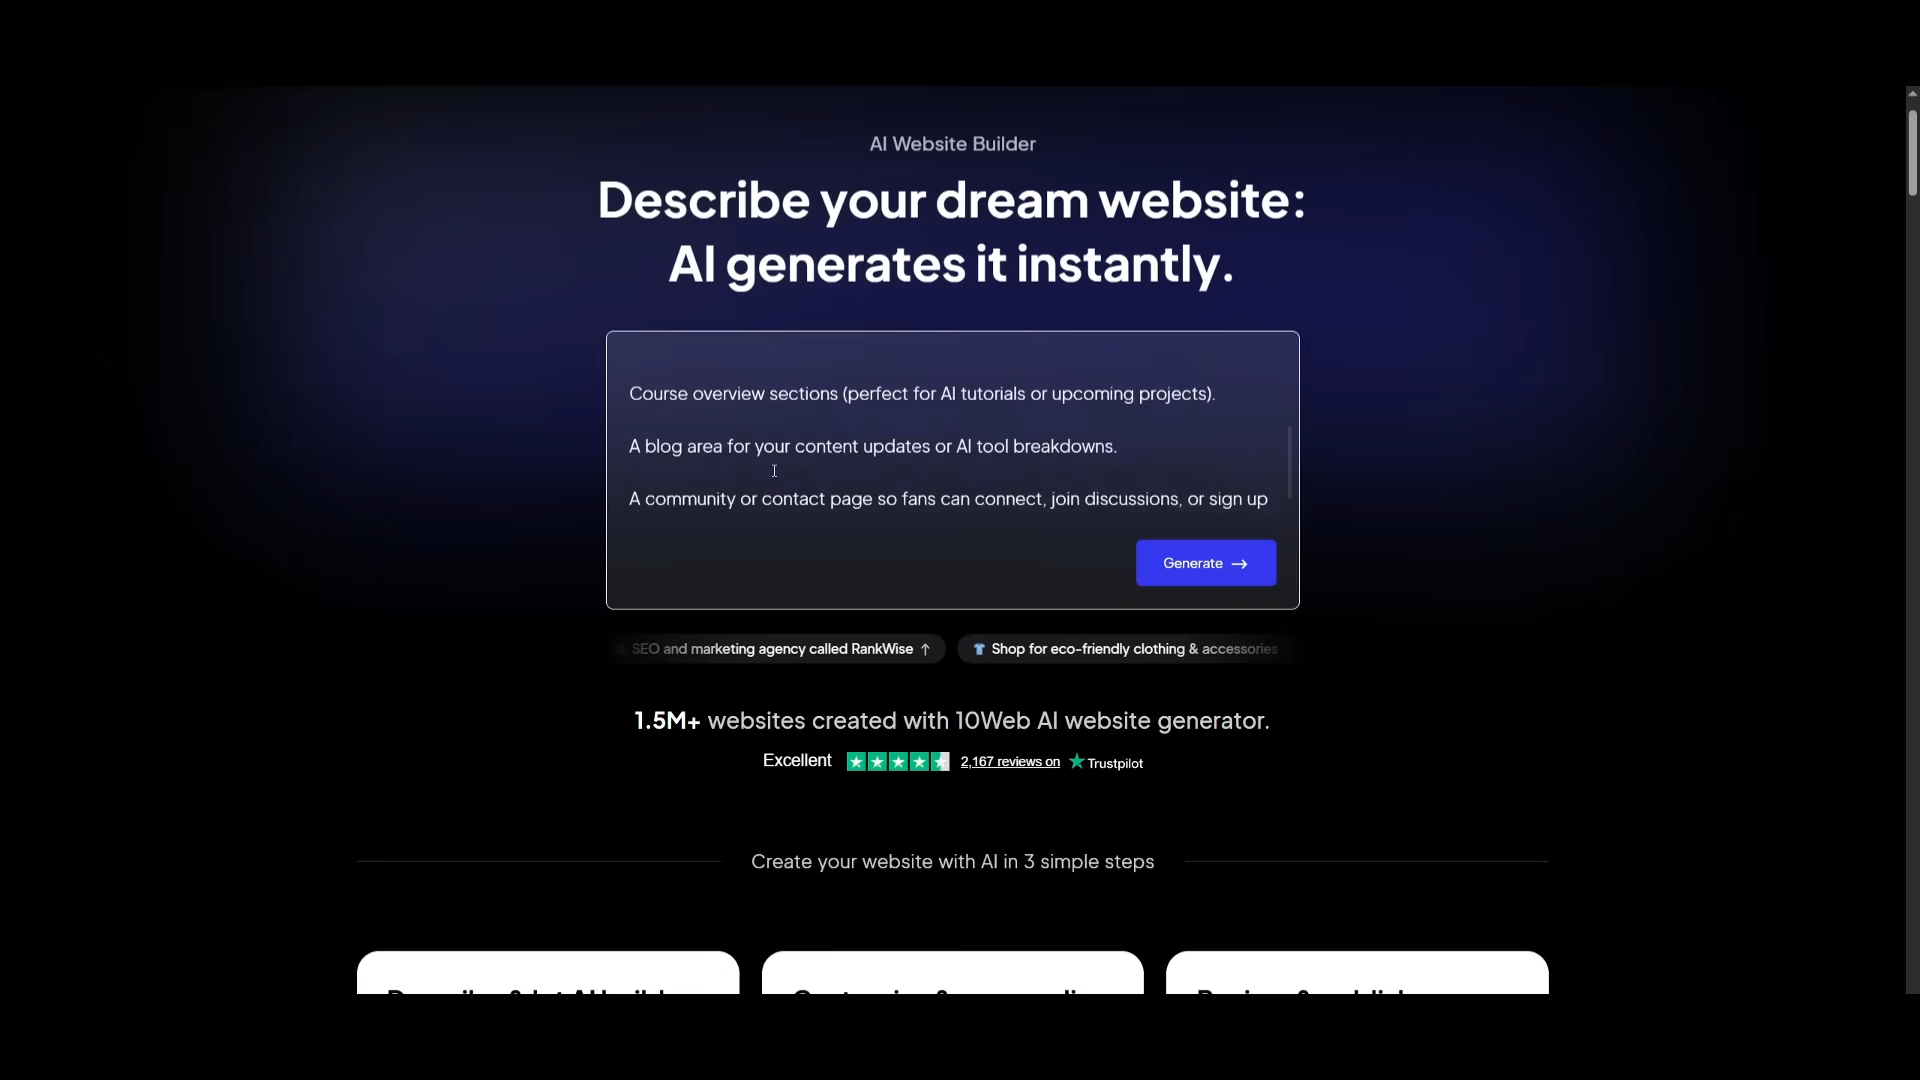 AI Website Builder
Describe your dream website:
AI generates it instantly.
Course overview sections (perfect for AI tutorials or upcoming projects).
A blog area for your content updates or AI tool breakdowns.
A community or contact page so fans can connect, join discussions, or sign up
Generate →
SEO and marketing agency called RankWise ↑
Shop for eco-friendly clothing & accessories
1.5M+ websites created with 10Web AI website generator.
Excellent
2,167 reviews on
Trustpilot
Create your website with AI in 3 simple steps